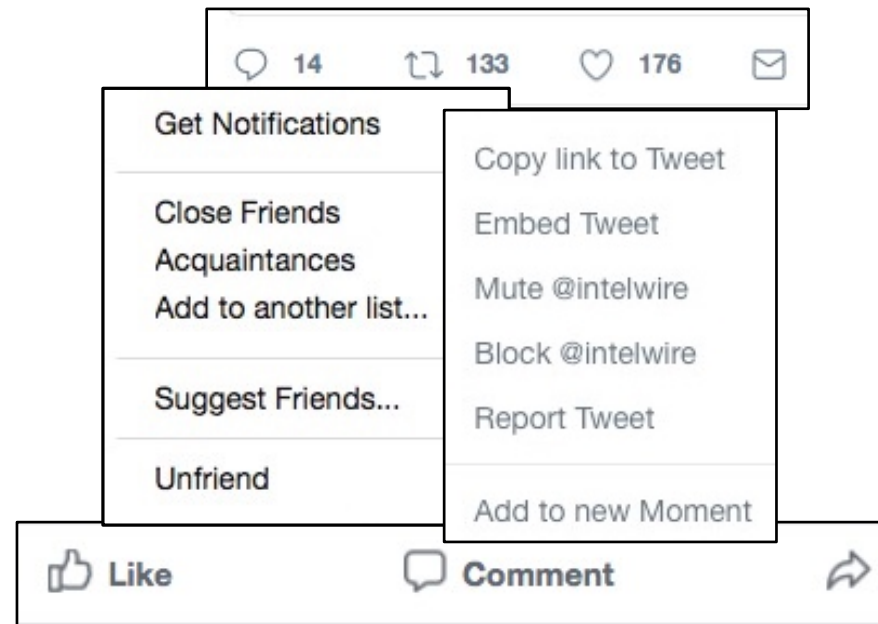 14 133 176
Get Notifications
Close Friends
Acquaintances
Add to another list...
Suggest Friends...
Unfriend
Copy link to Tweet
Embed Tweet
Mute @intelwire
Block @intelwire
Report Tweet
Add to new Moment
Like Comment